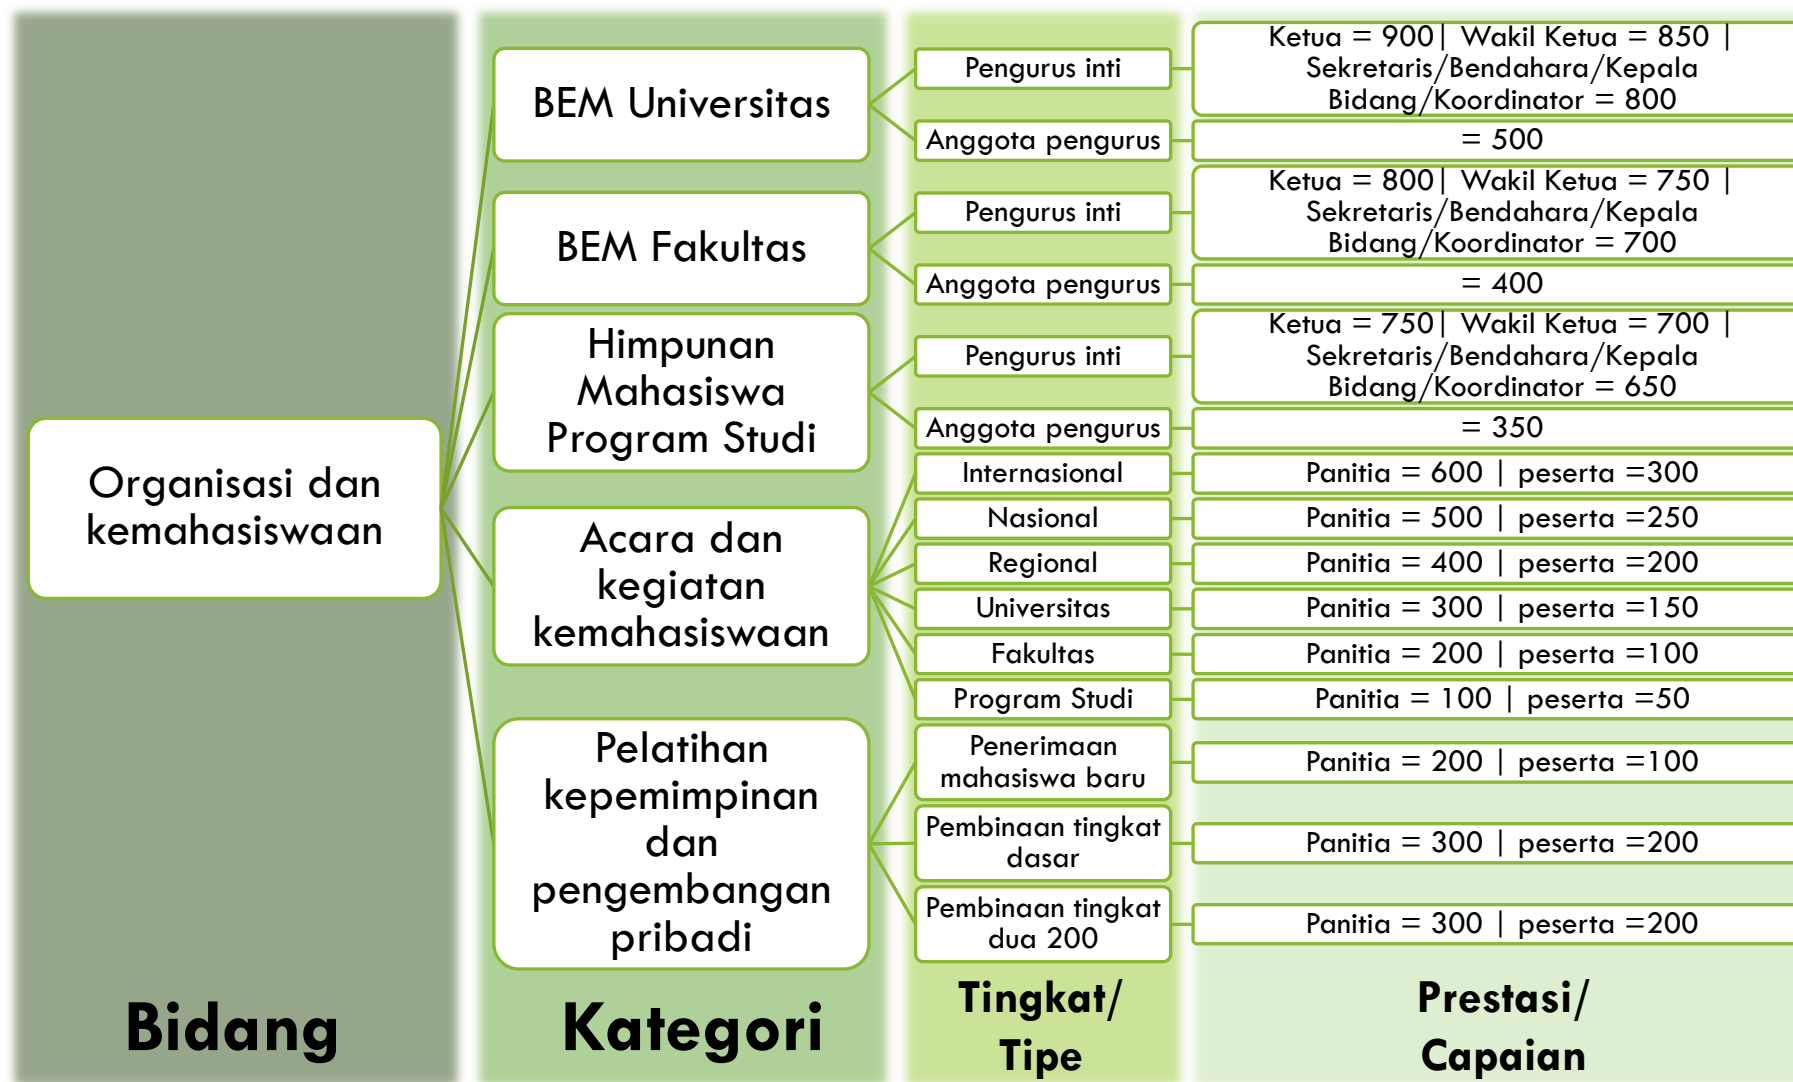 Organisasi dan
kemahasiswaan
BEM Universitas
Pengurus inti
Ketua = 900| Wakil Ketua = 850 |
Sekretaris/Bendahara/Kepala
Bidang/Koordinator = 800
Anggota pengurus
= 500
BEM Fakultas
Pengurus inti
Ketua = 800| Wakil Ketua = 750 |
Sekretaris/Bendahara/Kepala
Bidang/Koordinator = 700
Anggota pengurus
= 400
Himpunan
Mahasiswa
Program Studi
Pengurus inti
Ketua = 750| Wakil Ketua = 700 |
Sekretaris/Bendahara/Kepala
Bidang/Koordinator = 650
Anggota pengurus
= 350
Acara dan
kegiatan
kemahasiswaan
Internasional
Panitia = 600 | peserta =300
Nasional
Panitia = 500 | peserta =250
Regional
Panitia = 400 | peserta =200
Universitas
Panitia = 300 | peserta =150
Fakultas
Panitia = 200 | peserta =100
Program Studi
Panitia = 100 | peserta =50
Pelatihan
kepemimpinan
dan
pengembangan
pribadi
Penerimaan
mahasiswa baru
Panitia = 200 | peserta =100
Pembinaan tingkat
dasar
Panitia = 300 | peserta =200
Pembinaan tingkat
dua 200
Panitia = 300 | peserta =200
Bidang
Kategori
Tingkat/
Tipe
Prestasi/
Capaian